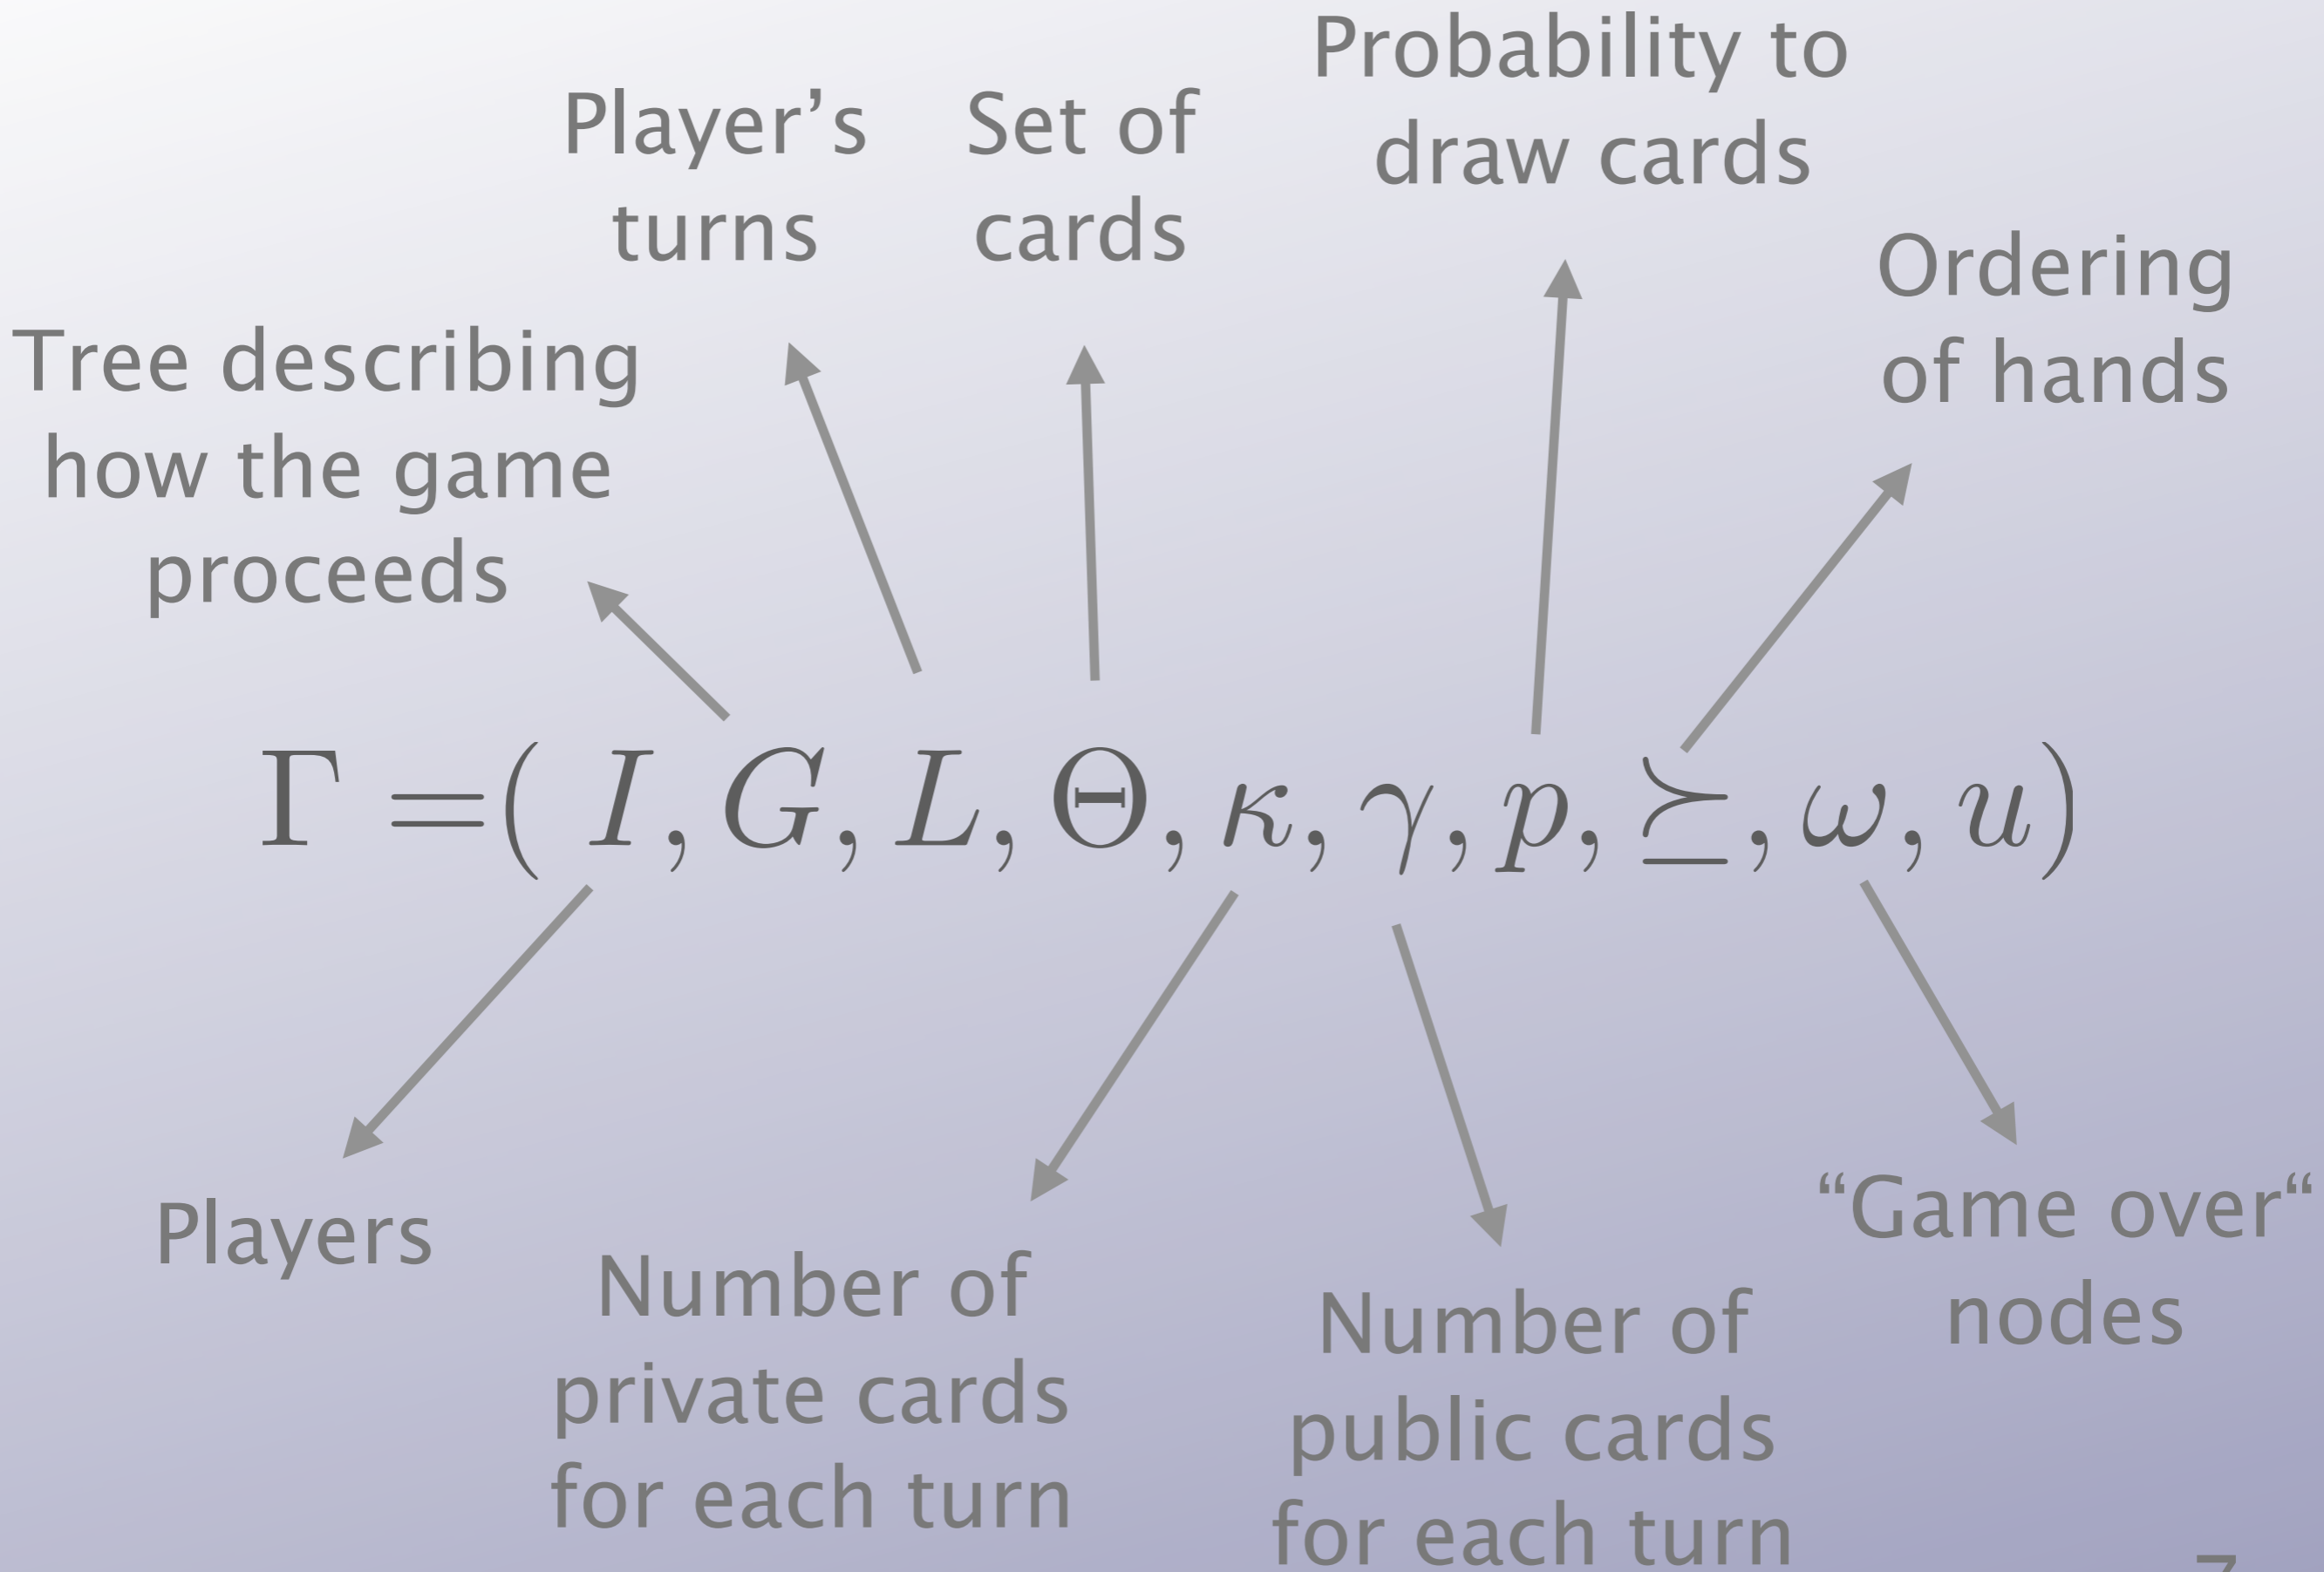 Probability to
draw cards
Player’s
turns
Set of
cards
Ordering
of hands
Tree describing
how the game
proceeds
Γ =( I, G, L, Θ, κ, γ, p, ⪰, ω, u)
Players
Number of
private cards
for each turn
Number of
public cards
for each turn
“Game over“
nodes
7